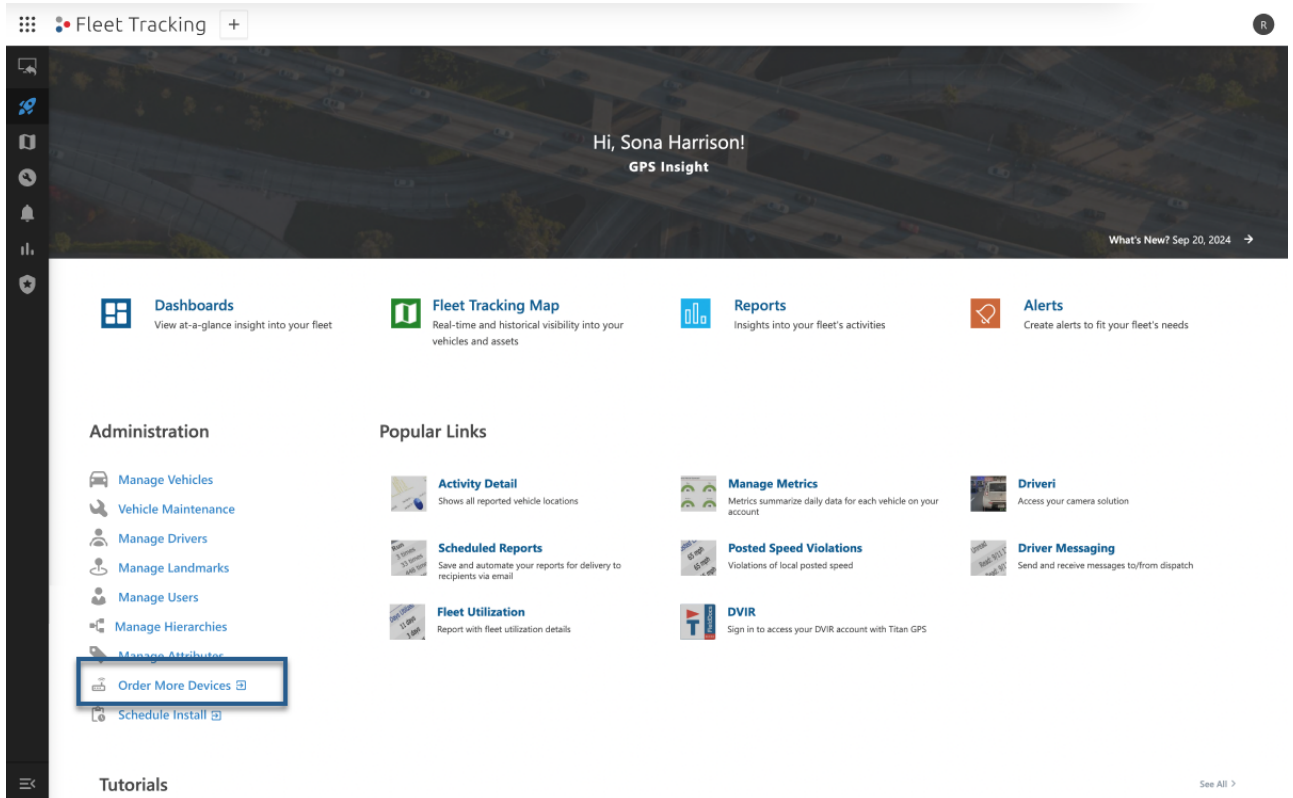 Fleet Tracking +
R
Hi, Sona Harrison!
GPS Insight
What's New? Sep 20, 2024
Dashboards
View at-a-glance insight into your fleet
Fleet Tracking Map
Real-time and historical visibility into your
vehicles and assets
Reports
Insights into your fleet's activities
Alerts
Create alerts to fit your fleet's needs
Administration
Manage Vehicles
Vehicle Maintenance
Manage Drivers
Manage Landmarks
Manage Users
Manage Hierarchies
Manage Attributes
Order More Devices
Schedule Install
Popular Links
Activity Detail
Shows all reported vehicle locations
Manage Metrics
Metrics summarize daily data for each vehicle on your
account
Driveri
Access your camera solution
Scheduled Reports
Save and automate your reports for delivery to
recipients via email
Posted Speed Violations
Violations of local posted speed
Driver Messaging
Send and receive messages to/from dispatch
Fleet Utilization
Report with fleet utilization details
DVIR
Sign in to access your DVIR account with Titan GPS
Tutorials
See All